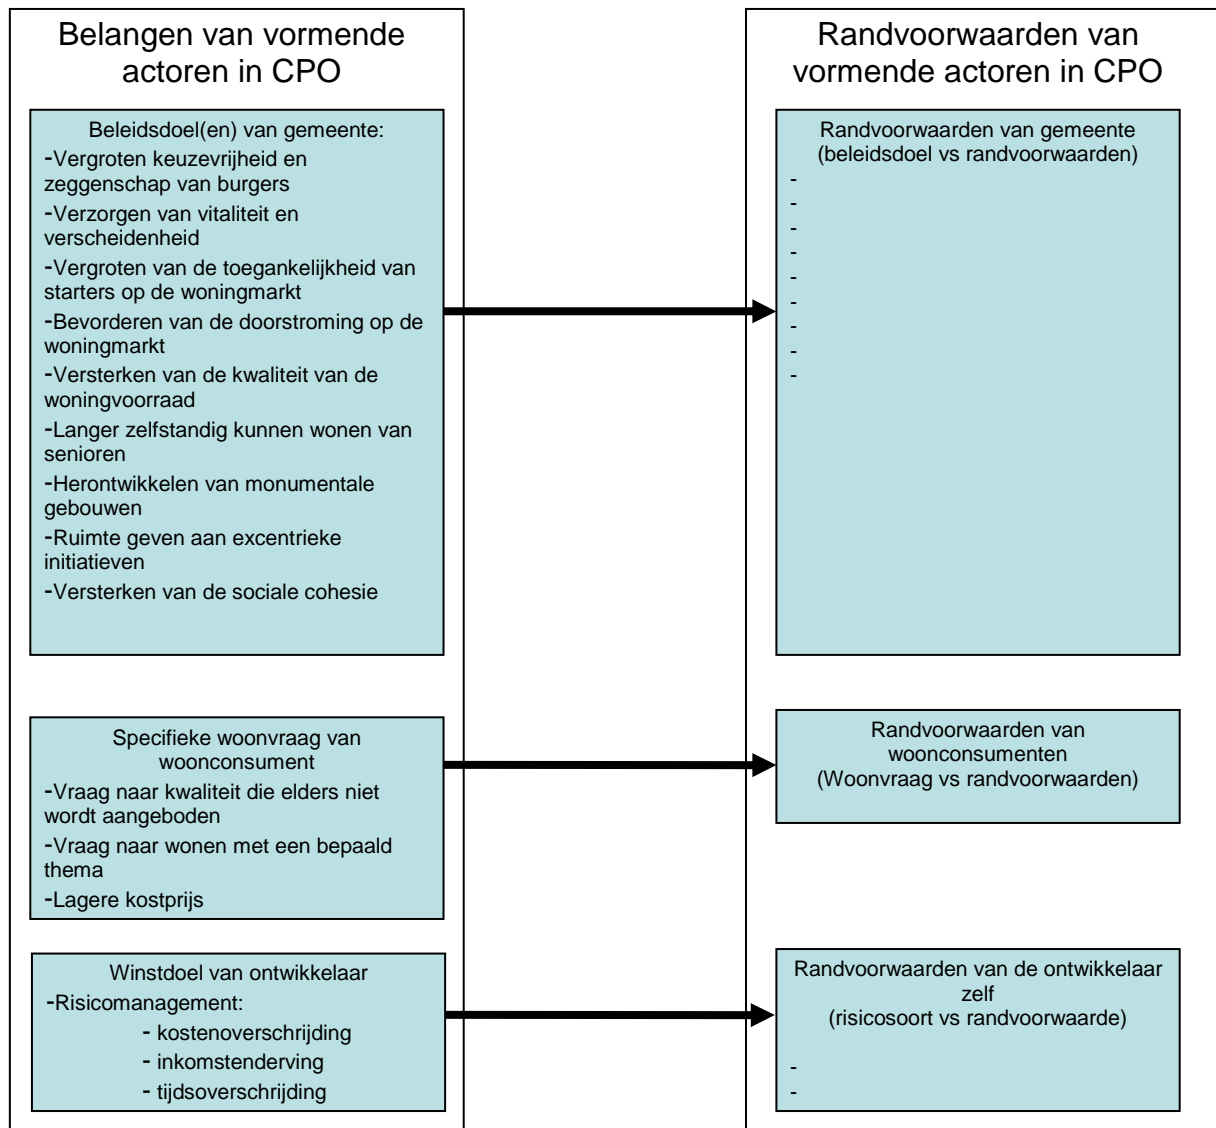 Belangen van vormende
actoren in CPO
Beleidsdoel(en) van gemeente:
-Vergroten keuzevrijheid en
zeggenschap van burgers
-Verzorgen van vitaliteit en
verscheidenheid
-Vergroten van de toegankelijkheid van
starters op de woningmarkt
-Bevorderen van de doorstroming op de
woningmarkt
-Versterken van de kwaliteit van de
woningvoorraad
-Langer zelfstandig kunnen wonen van
senioren
-Herontwikkelen van monumentale
gebouwen
-Ruimte geven aan excentrieke
initiatieven
-Versterken van de sociale cohesie
Specifieke woonvraag van
woonconsument
-Vraag naar kwaliteit die elders niet
wordt aangeboden
-Vraag naar wonen met een bepaald
thema
-Lagere kostprijs
Winstdoel van ontwikkelaar
-Risicomanagement:
- kostenoverschrijding
- inkomstenderving
- tijdsoverschrijding
Randvoorwaarden van
vormende actoren in CPO
Randvoorwaarden van gemeente
(beleidsdoel vs randvoorwaarden)
-
-
-
-
-
-
-
-
-
Randvoorwaarden van
woonconsumenten
(Woonvraag vs randvoorwaarden)
Randvoorwaarden van de ontwikkelaar
zelf
(risicosoort vs randvoorwaarde)
-
-